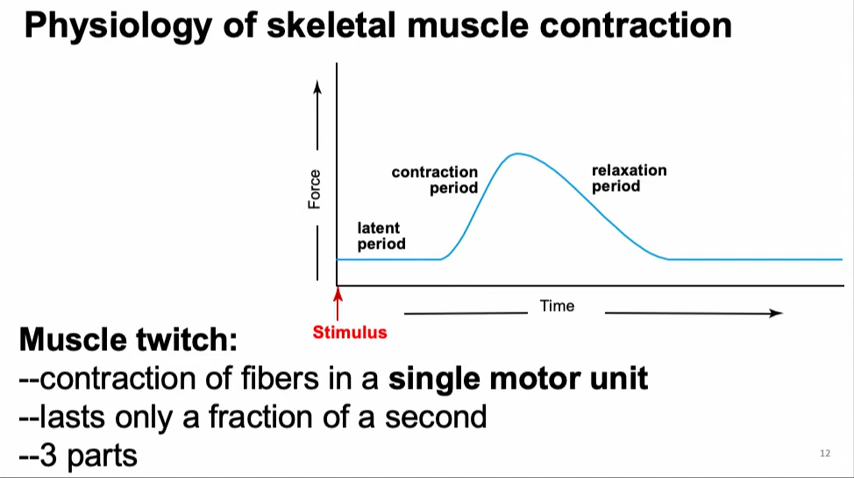 Physiology of skeletal muscle contraction
Force
contraction
period
relaxation
period
latent
period
Time
Stimulus
Muscle twitch:
--contraction of fibers in a single motor unit
--lasts only a fraction of a second
--3 parts
12